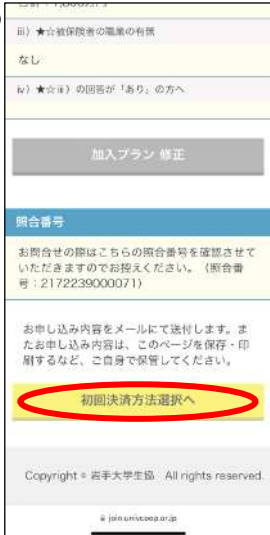 iii）★☆被保険者の職業の有無
なし
iv）★☆iii）の回答が「あり」の方へ
加入プラン 修正
照合番号
お問合せの際はこちらの照合番号を確認させて
いただきますのでお控えください。（照合番
号：2172239000071）
お申し込み内容をメールにて送付します。ま
たお申し込み内容は、このページを保存・印
刷するなど、ご自身で保管してください。
初回決済方法選択へ
Copyright © 岩手大学生協 All rights reserved.
join.univcoop.or.jp